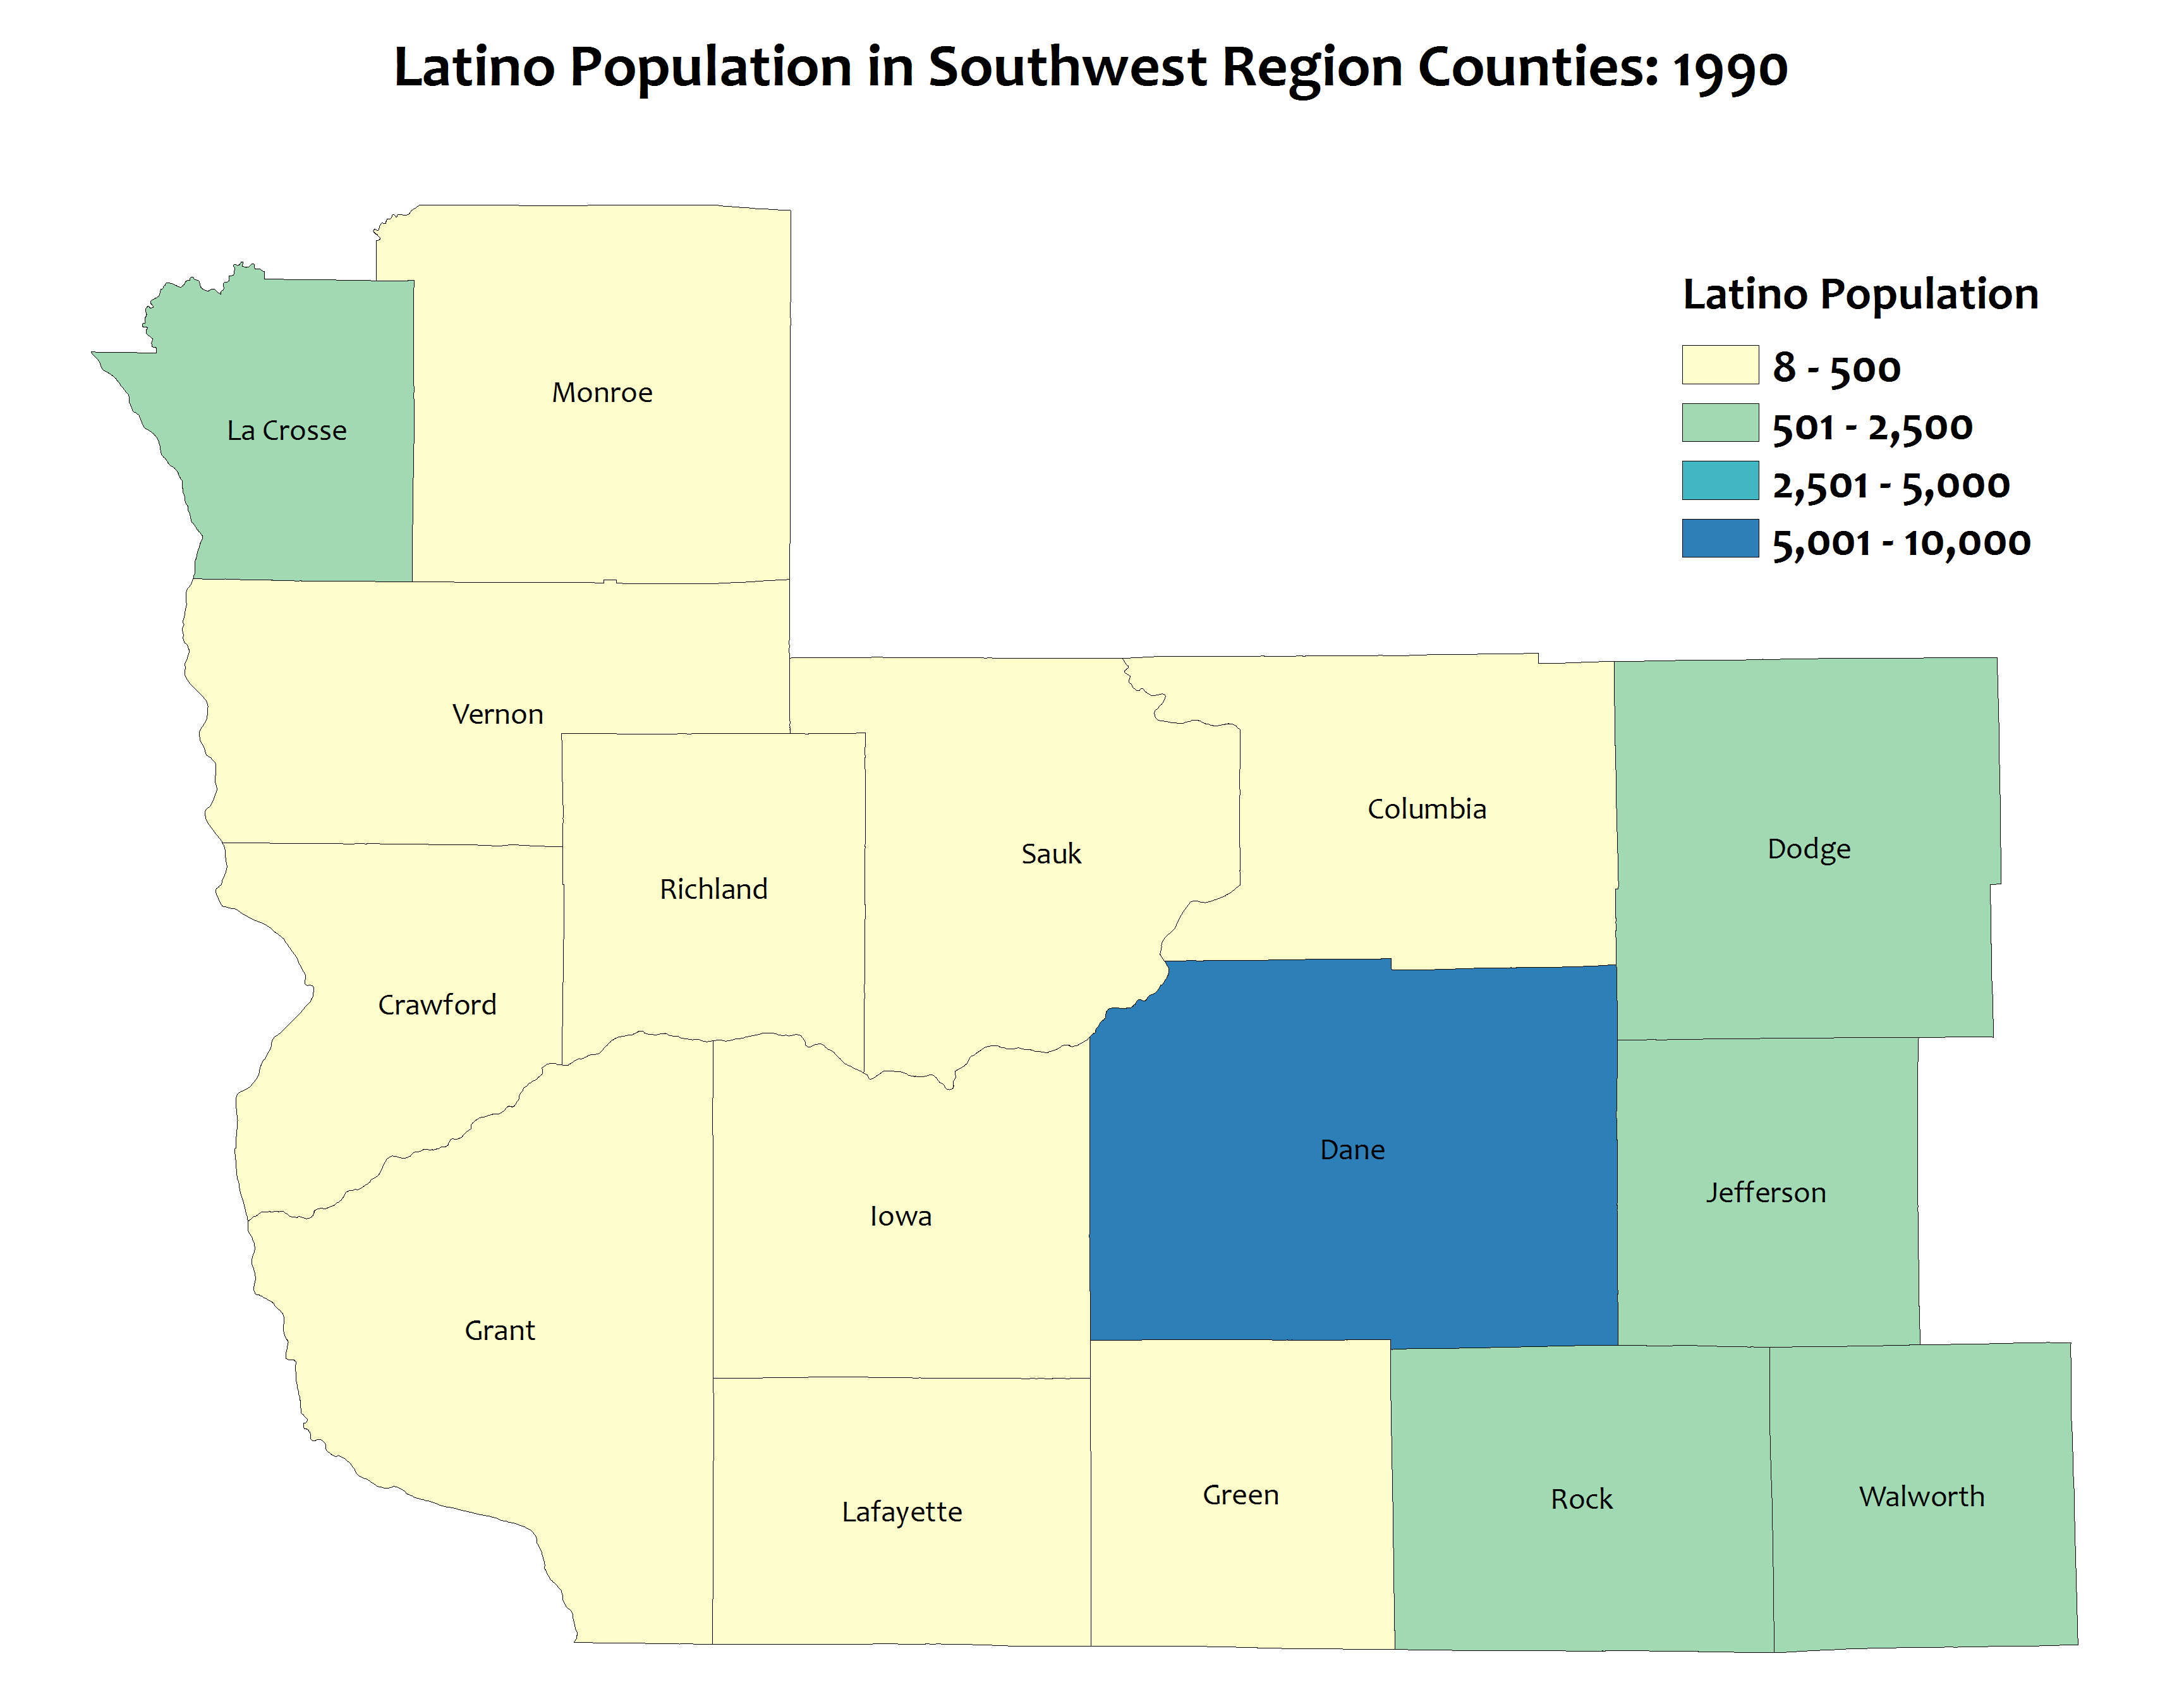 Latino Population in Southwest Region Counties: 1990
Latino Population
8 - 500
501 - 2,500
2,501 - 5,000
5,001 - 10,000
Monroe
La Crosse
Vernon
Columbia
Dodge
Sauk
Richland
Crawford
Dane
Jefferson
Iowa
Grant
Green
Rock
Walworth
Lafayette